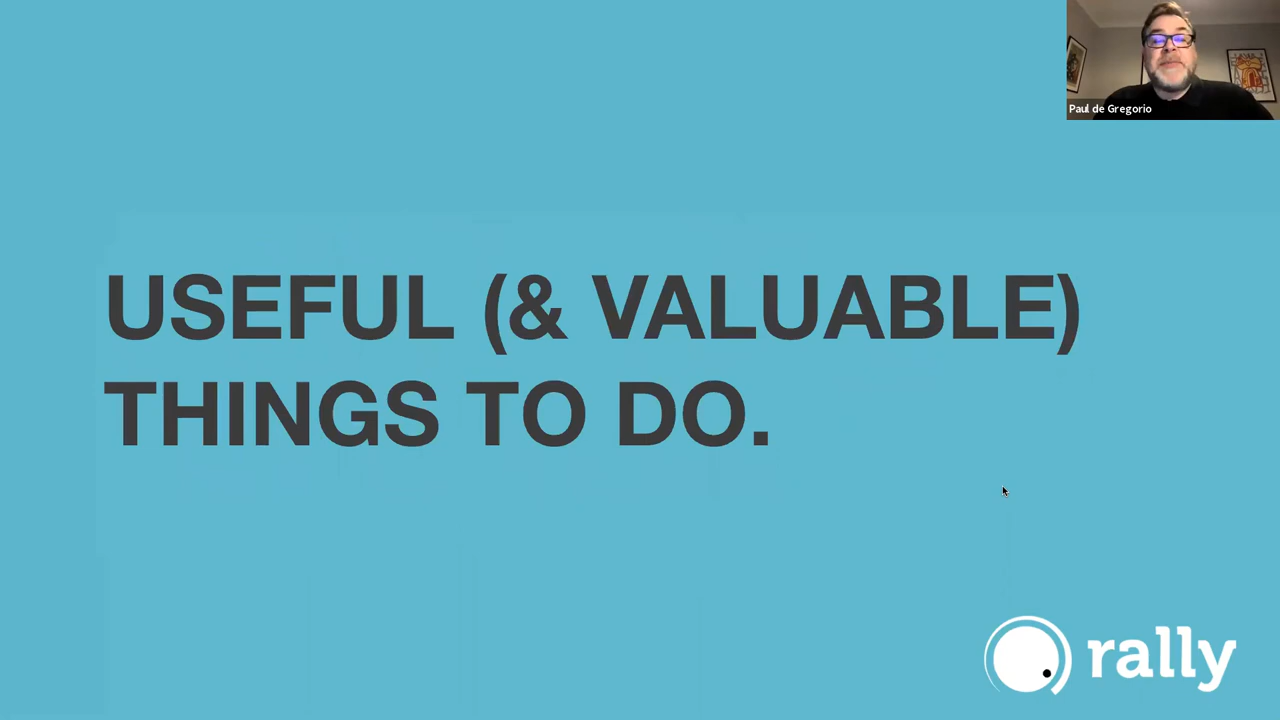 Paul de Gregorio
USEFUL (& VALUABLE)
THINGS TO DO.
rally